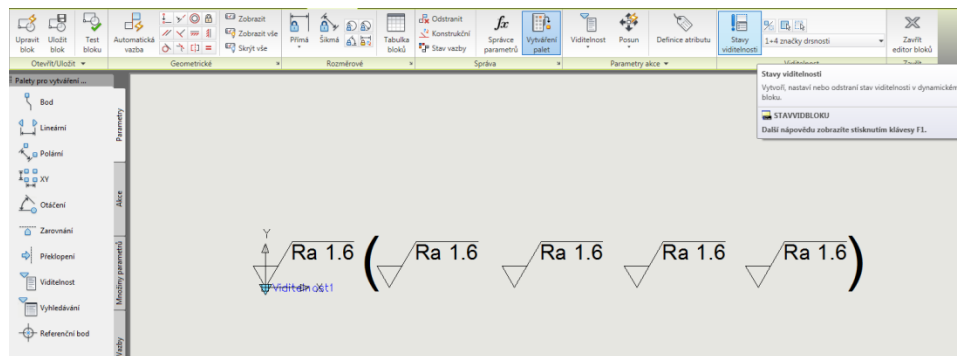 Upravit blok
Uložit blok
Test bloku
Automatická vazba
Zobrazit
Zobrazit vše
Skrýt vše
Přímá
Šikmá
Tabulka bloků
Odstranit
Konstrukční
Stav vazby
Správce parametrů
Vytváření palet
Viditelnost
Posun
Definice atributu
Stavy viditelnosti
1+4 značky drsnosti
Zavřít editor bloků
Otevřít/Uložit
Geometrické
Rozměrové
Správa
Parametry akce
Viditelnost
Zavřít
Palety pro vytváření ...
Bod
Lineární
Polární
XY
Otáčení
Zarovnání
Překlopení
Viditelnost
Vyhledávání
Referenční bod
Parametry
Akce
Množiny parametrů
Vazby
Stavy viditelnosti
Vytvoří, nastaví nebo odstraní stav viditelnosti v dynamickém
bloku.
STAVVIDBLOKU
Další nápovědu zobrazíte stisknutím klávesy F1.
Y
Ra 1.6 ( Ra 1.6 Ra 1.6 Ra 1.6 Ra 1.6 )
Viditelnost1